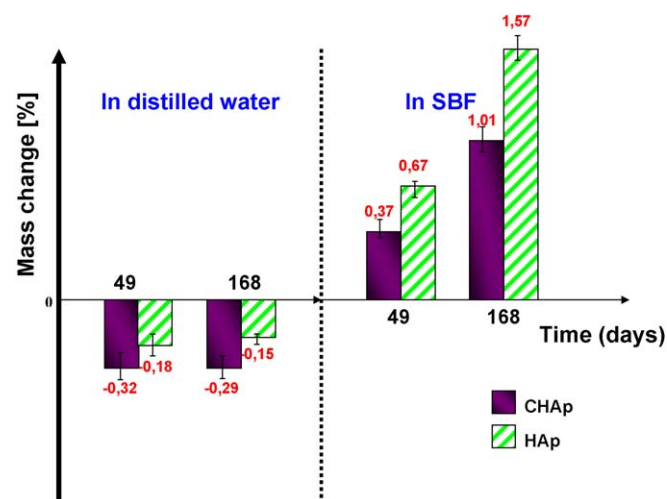 Mass change [%]
In distilled water
In SBF
1,57
1,01
0,67
0,37
49
168
0
-0,32
-0,18
-0,29
-0,15
49
168
Time (days)
CHAp
HAp